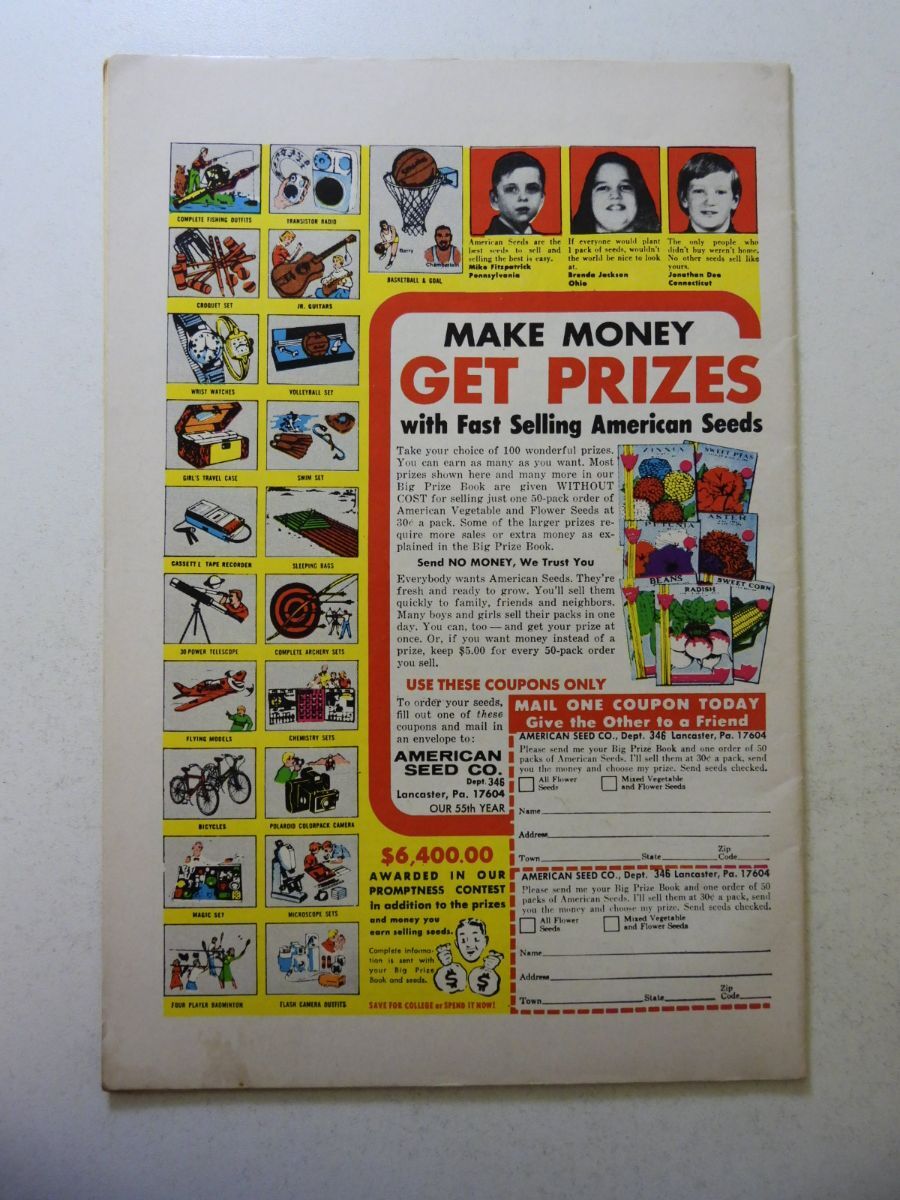 COMPLETE FISHING OUTFITS
TRANSISTOR RADIO
CROQUET SET
JR. GUITARS
WRIST WATCHES
VOLLEYBALL SET
GIRL'S TRAVEL CASE
SWIM SET
CASSETTE TAPE RECORDER
SLEEPING BAGS
30 POWER TELESCOPE
COMPLETE ARCHERY SETS
FLYING MODELS
CHEMISTRY SETS
BICYCLES
POLAROID COLORPACK CAMERA
MAGIC SET
MICROSCOPE SETS
FOUR PLAYER BADMINTON
FLASH CAMERA OUTFITS
Barry
Chamberlain
BASKETBALL & GOAL
American Seeds are the
best seeds to sell and
selling the best is easy.
Mike Fitzpatrick
Pennsylvania
If everyone would plant
1 pack of seeds, wouldn't
the world be nice to look
at.
Brenda Jackson
Ohio
The only people who
didn't buy weren't home.
No other seeds sell like
yours.
Jonathan Dee
Connecticut
MAKE MONEY
GET PRIZES
with Fast Selling American Seeds
Take your choice of 100 wonderful prizes.
You can earn as many as you want. Most
prizes shown here and many more in our
Big Prize Book are given WITHOUT
COST for selling just one 50-pack order of
American Vegetable and Flower Seeds at
30¢ a pack. Some of the larger prizes re-
quire more sales or extra money as ex-
plained in the Big Prize Book.
Send NO MONEY, We Trust You
Everybody wants American Seeds. They're
fresh and ready to grow. You'll sell them
quickly to family, friends and neighbors.
Many boys and girls sell their packs in one
day. You can, too — and get your prize at
once. Or, if you want money instead of a
prize, keep $5.00 for every 50-pack order
you sell.
ZINNIA
SWEET PEAS
PETUNIA
ASTER
BEANS
RADISH
SWEET CORN
USE THESE COUPONS ONLY
To order your seeds,
fill out one of these
coupons and mail in
an envelope to:
AMERICAN
SEED CO.
Dept. 346
Lancaster, Pa. 17604
OUR 55th YEAR
MAIL ONE COUPON TODAY
Give the Other to a Friend
AMERICAN SEED CO., Dept. 346 Lancaster, Pa. 17604
Please send me your Big Prize Book and one order of 50
packs of American Seeds. I'll sell them at 30¢ a pack, send
you the money and choose my prize. Send seeds checked.
All Flower Seeds
Mixed Vegetable and Flower Seeds
Name
Address
Town State Zip Code
AMERICAN SEED CO., Dept. 346 Lancaster, Pa. 17604
Please send me your Big Prize Book and one order of 50
packs of American Seeds. I'll sell them at 30¢ a pack, send
you the money and choose my prize. Send seeds checked.
All Flower Seeds
Mixed Vegetable and Flower Seeds
Name
Address
Town State Zip Code
$6,400.00
AWARDED IN OUR
PROMPTNESS CONTEST
in addition to the prizes
and money you
earn selling seeds.
Complete informa-
tion is sent with
your Big Prize
Book and seeds.
$ $
SAVE FOR COLLEGE or SPEND IT NOW!